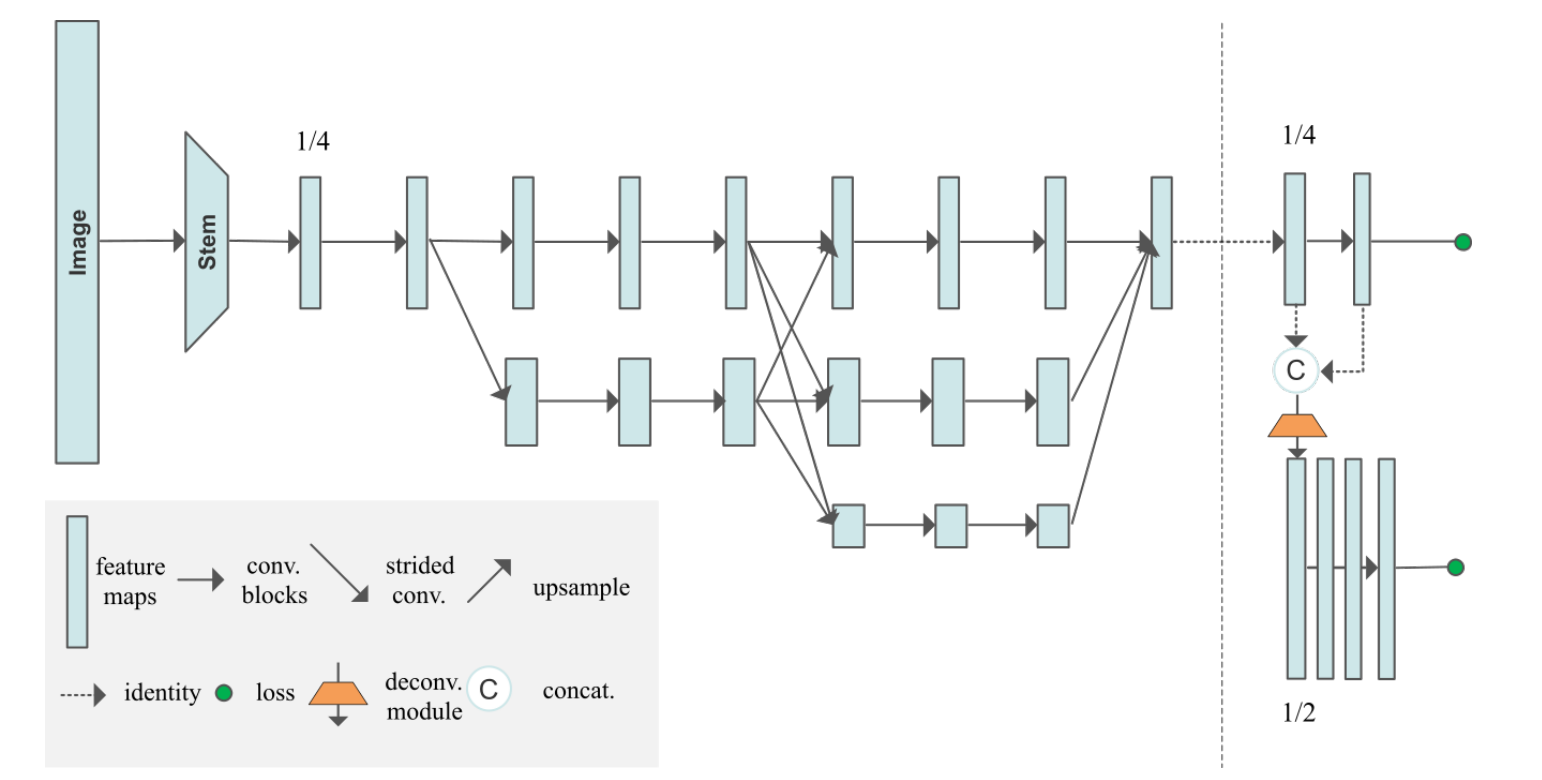 1/4
1/4
Image
Stem
C
feature
maps
conv.
blocks
strided
conv.
upsample
identity
loss
deconv.
module
C
concat.
1/2